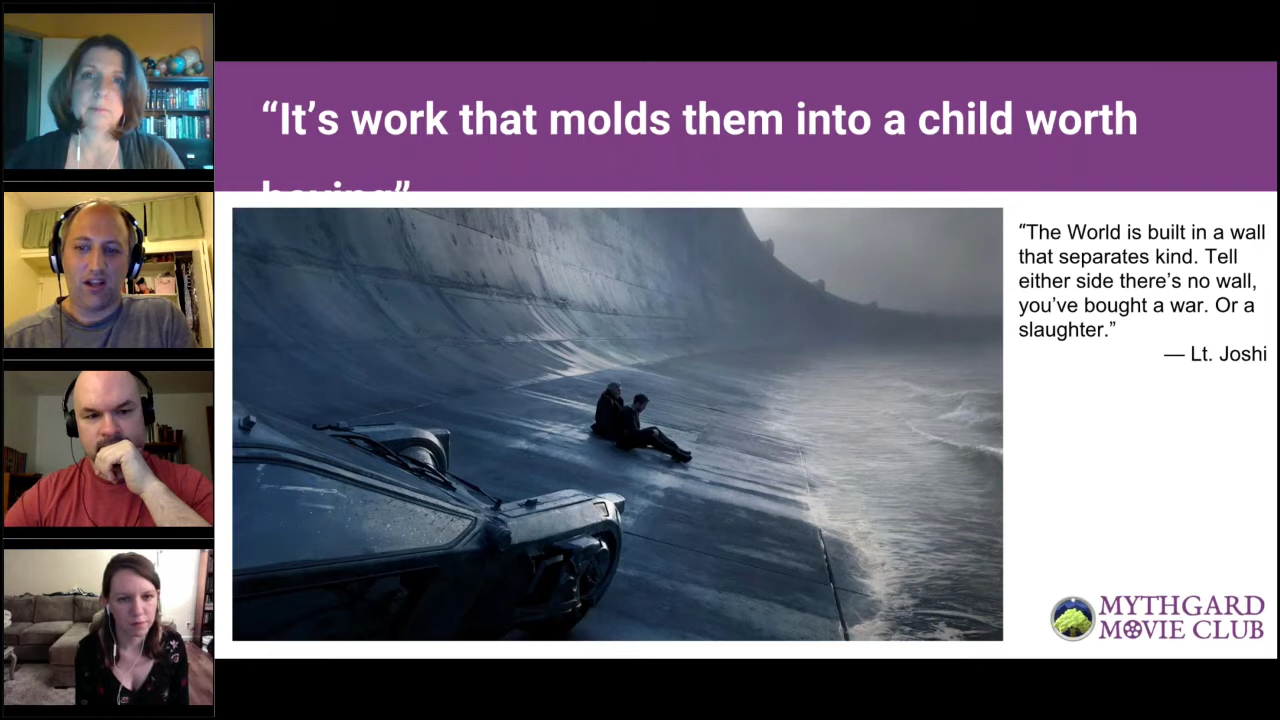 “It’s work that molds them into a child worth
having”
“The World is built in a wall
that separates kind. Tell
either side there’s no wall,
you’ve bought a war. Or a
slaughter.”
— Lt. Joshi
MYTHGARD
MOVIE CLUB